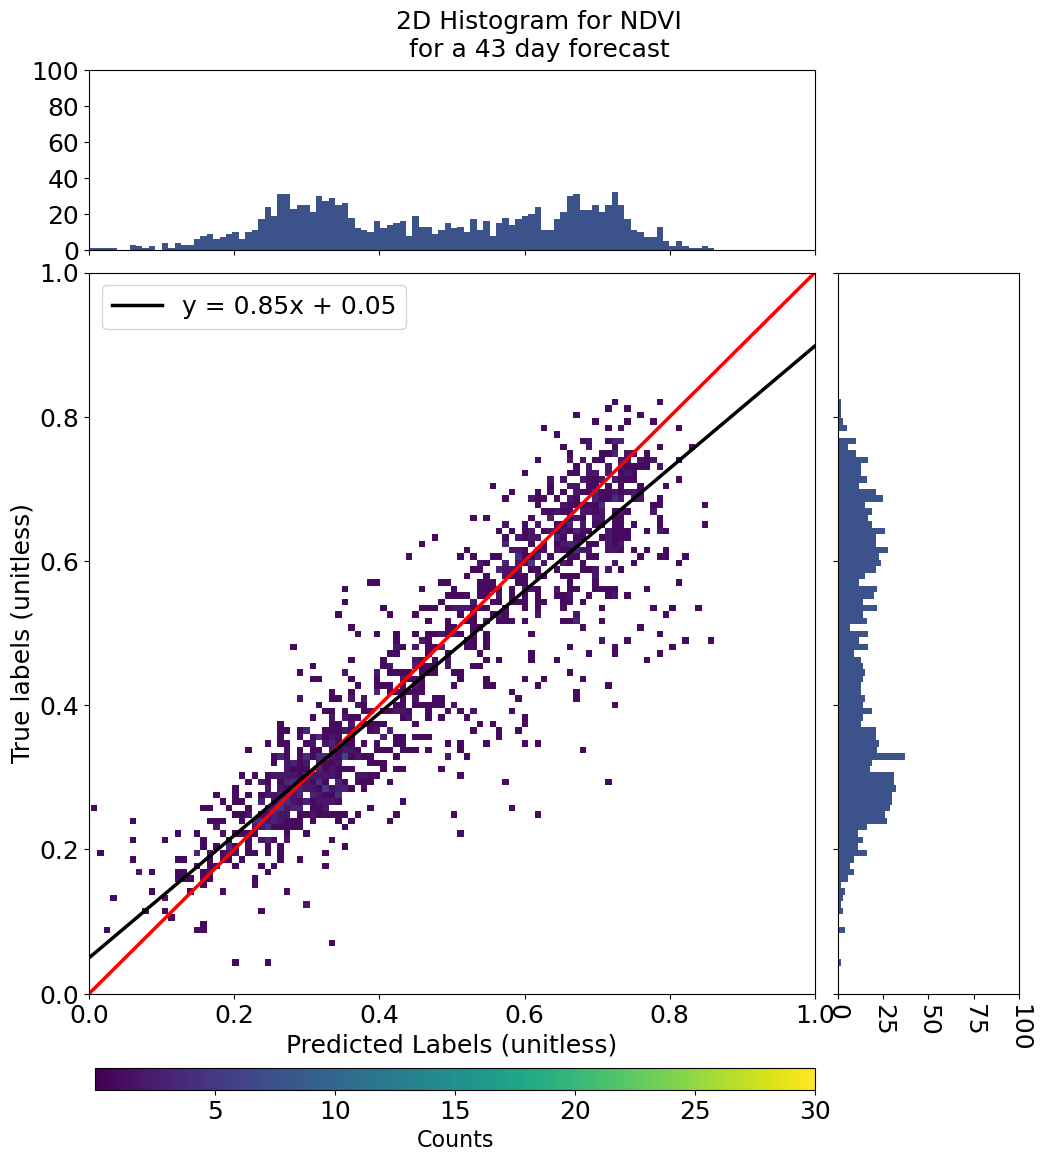 2D Histogram for NDVI
for a 43 day forecast
100
80
60
40
20
0
1.0
0.8
0.6
0.4
0.2
0.0
True labels (unitless)
y = 0.85x + 0.05
0.0 0.2 0.4 0.6 0.8 1.0
Predicted Labels (unitless)
0 25 50 75 100
5 10 15 20 25 30
Counts